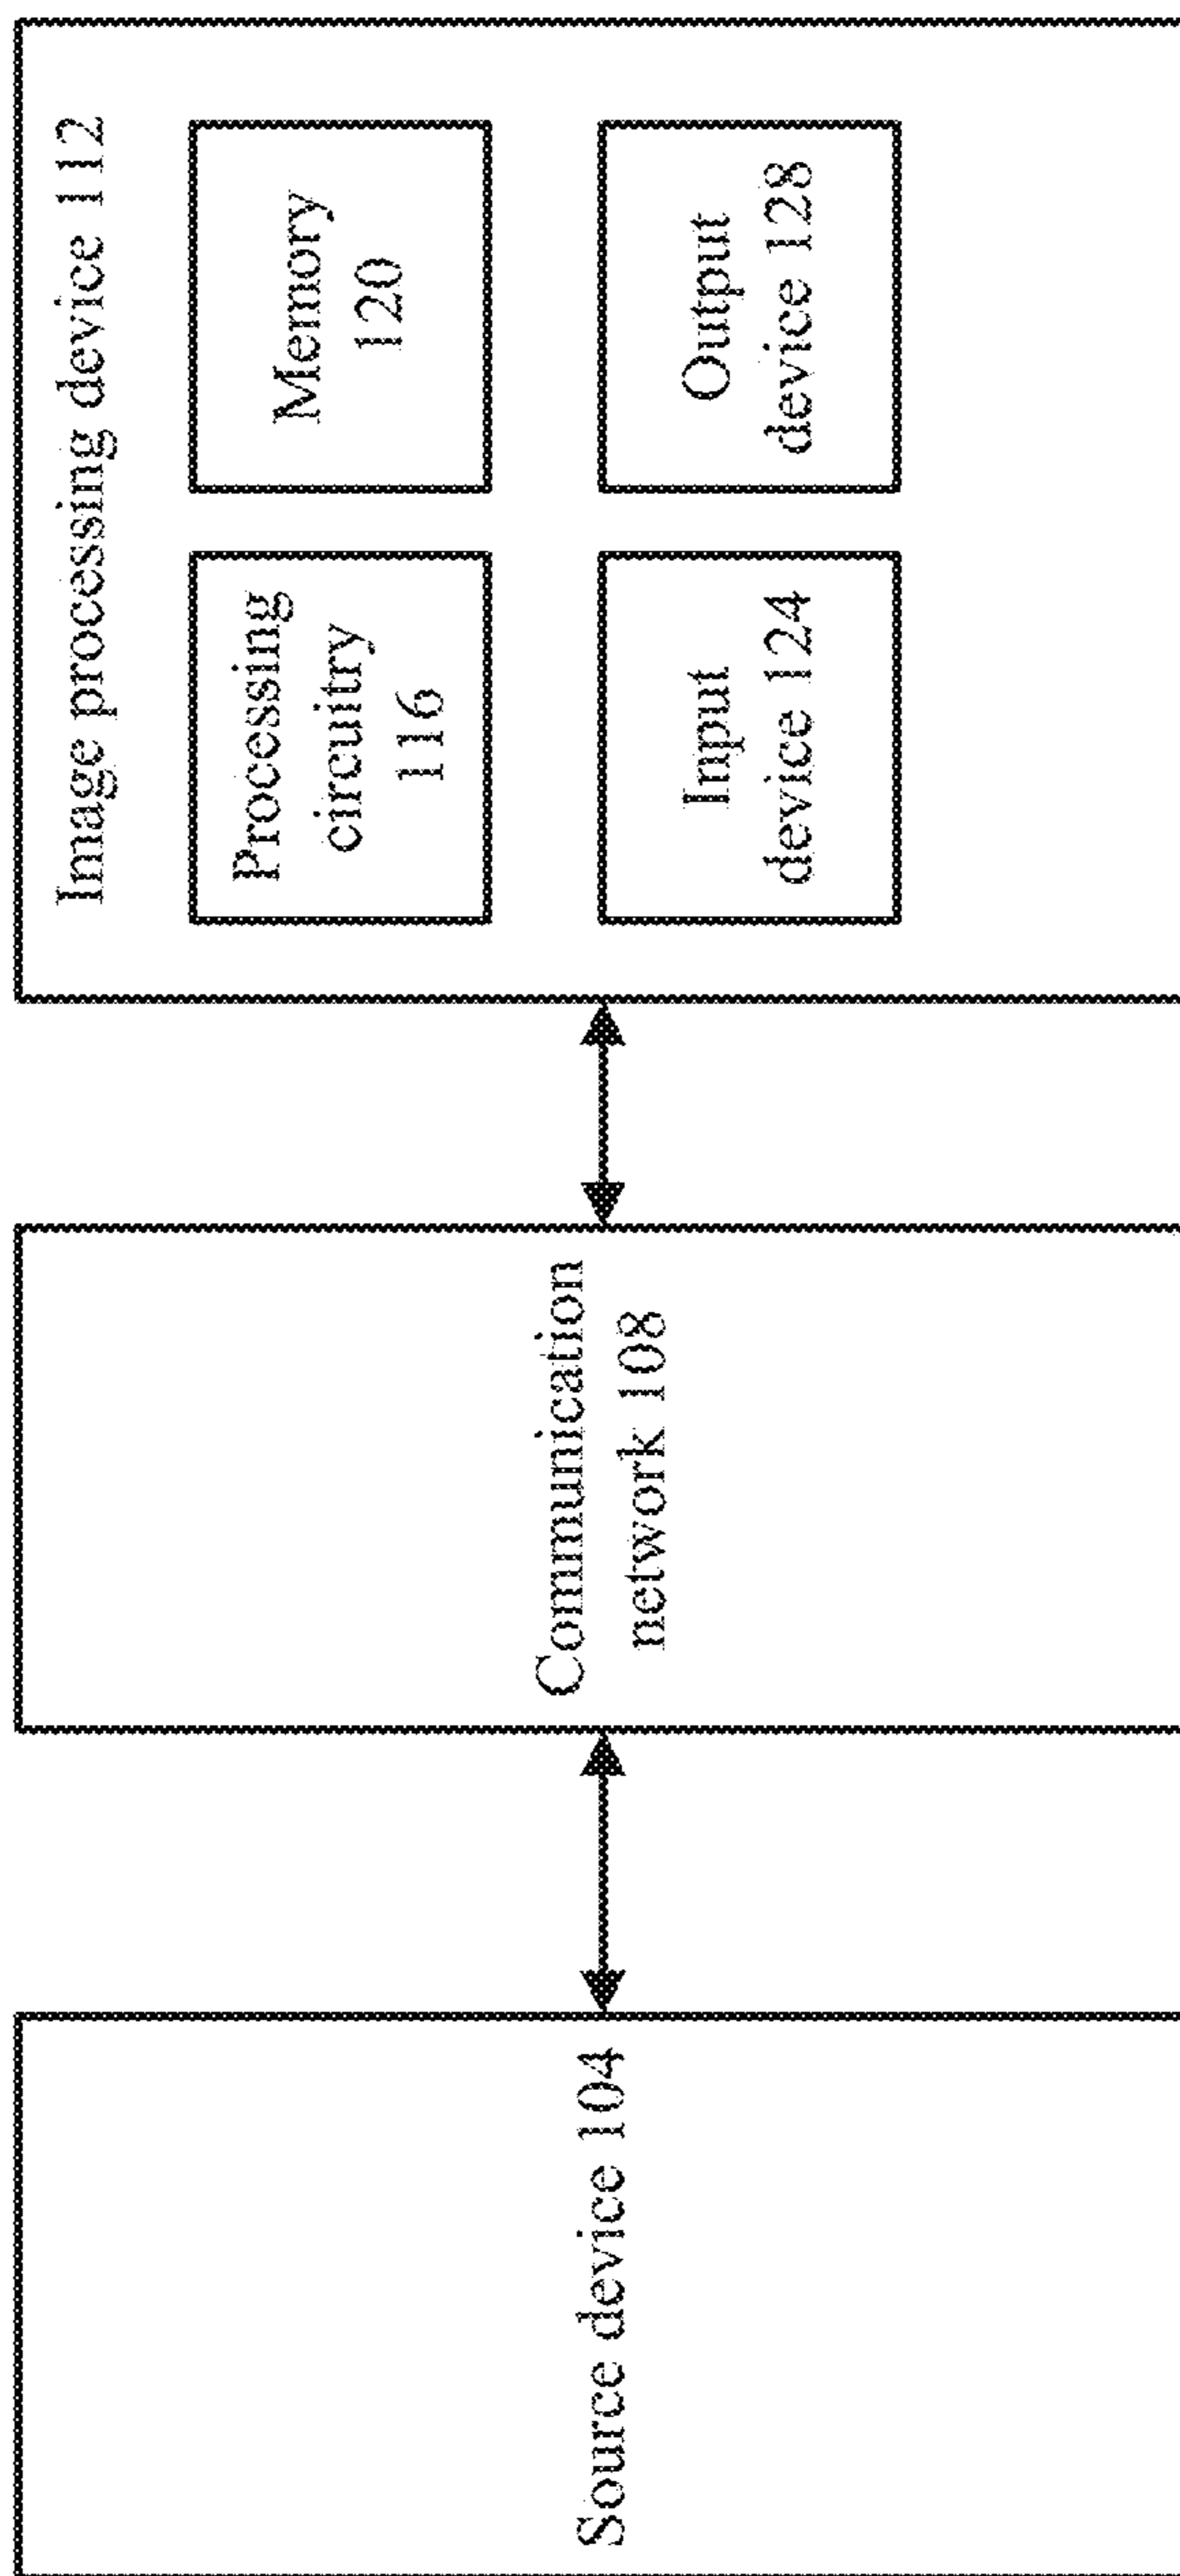 Source device 104
Communication
network 108
Image processing device 112
Processing
circuitry
116
Memory
120
Input
device 124
Output
device 128